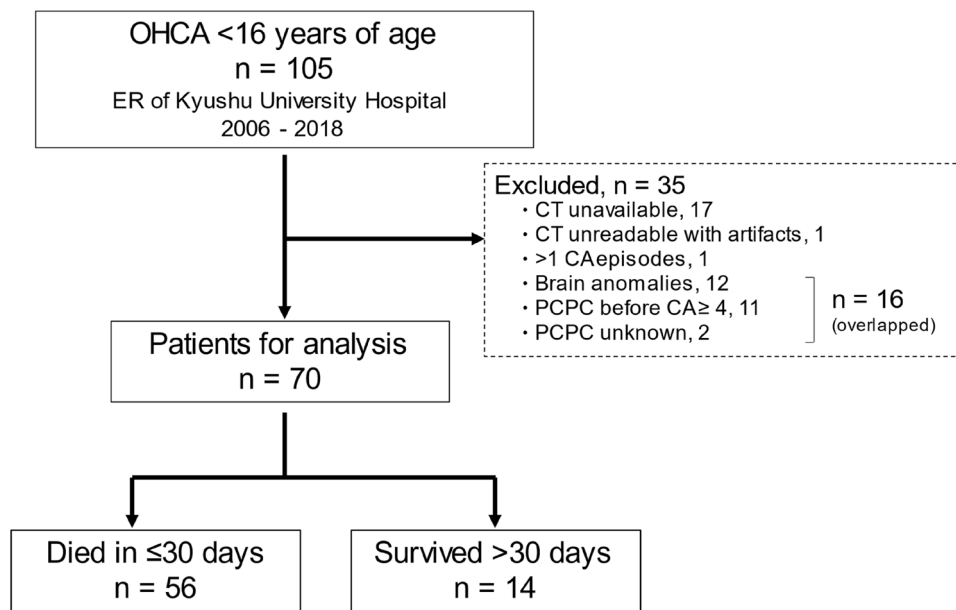 OHCA <16 years of age
n = 105
ER of Kyushu University Hospital
2006 - 2018
Excluded, n = 35
・CT unavailable, 17
・CT unreadable with artifacts, 1
・>1 CA episodes, 1
・Brain anomalies, 12
・PCPC before CA ≥ 4, 11
・PCPC unknown, 2
n = 16
(overlapped)
Patients for analysis
n = 70
Died in ≤30 days
n = 56
Survived >30 days
n = 14